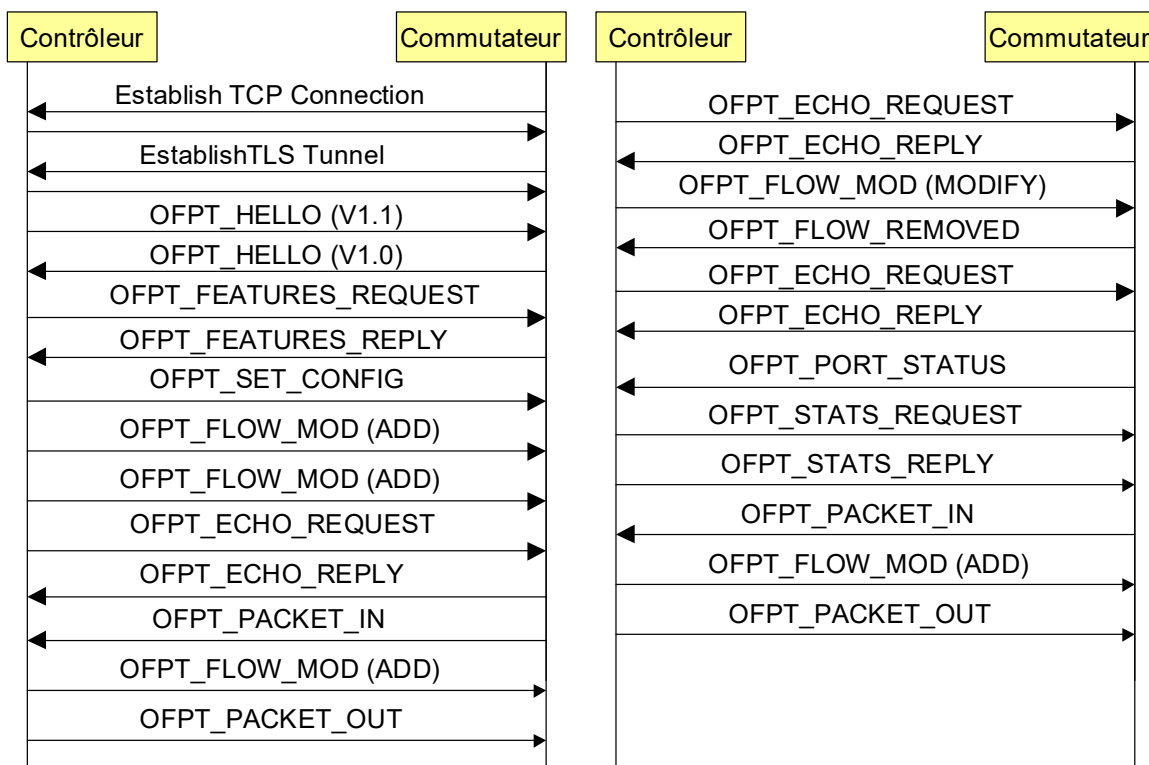 Contrôleur
Commutateur
Establish TCP Connection
EstablishTLS Tunnel
OFPT_HELLO (V1.1)
OFPT_HELLO (V1.0)
OFPT_FEATURES_REQUEST
OFPT_FEATURES_REPLY
OFPT_SET_CONFIG
OFPT_FLOW_MOD (ADD)
OFPT_FLOW_MOD (ADD)
OFPT_ECHO_REQUEST
OFPT_ECHO_REPLY
OFPT_PACKET_IN
OFPT_FLOW_MOD (ADD)
OFPT_PACKET_OUT
Contrôleur
Commutateur
OFPT_ECHO_REQUEST
OFPT_ECHO_REPLY
OFPT_FLOW_MOD (MODIFY)
OFPT_FLOW_REMOVED
OFPT_ECHO_REQUEST
OFPT_ECHO_REPLY
OFPT_PORT_STATUS
OFPT_STATS_REQUEST
OFPT_STATS_REPLY
OFPT_PACKET_IN
OFPT_FLOW_MOD (ADD)
OFPT_PACKET_OUT